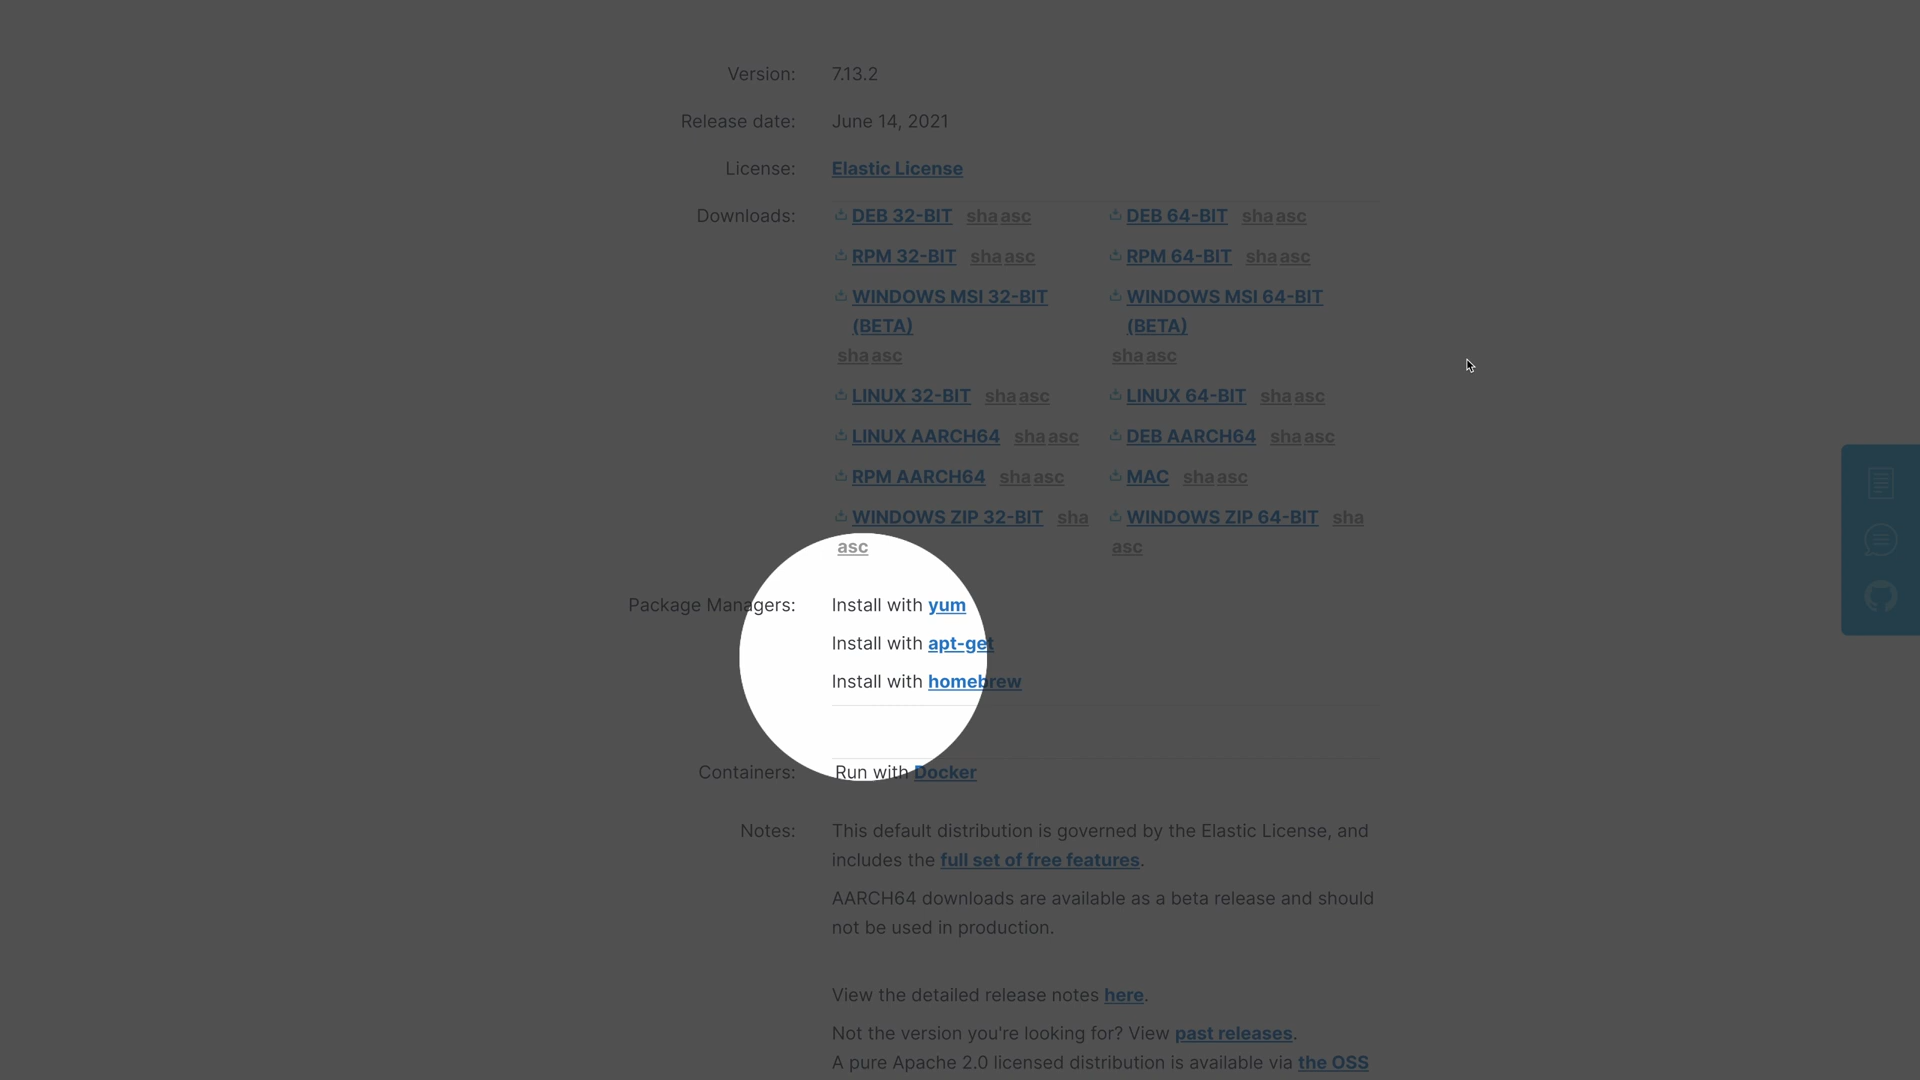 Version: 7.13.2
Release date: June 14, 2021
License: Elastic License
Downloads: DEB 32-BIT sha asc DEB 64-BIT sha asc
RPM 32-BIT sha asc RPM 64-BIT sha asc
WINDOWS MSI 32-BIT WINDOWS MSI 64-BIT
(BETA) (BETA)
sha asc sha asc
LINUX 32-BIT sha asc LINUX 64-BIT sha asc
LINUX AARCH64 sha asc DEB AARCH64 sha asc
RPM AARCH64 sha asc MAC sha asc
WINDOWS ZIP 32-BIT sha WINDOWS ZIP 64-BIT sha
asc asc
Package Managers: Install with yum
Install with apt-get
Install with homebrew
Containers: Run with Docker
Notes: This default distribution is governed by the Elastic License, and
includes the full set of free features.
AARCH64 downloads are available as a beta release and should
not be used in production.
View the detailed release notes here.
Not the version you're looking for? View past releases.
A pure Apache 2.0 licensed distribution is available via the OSS